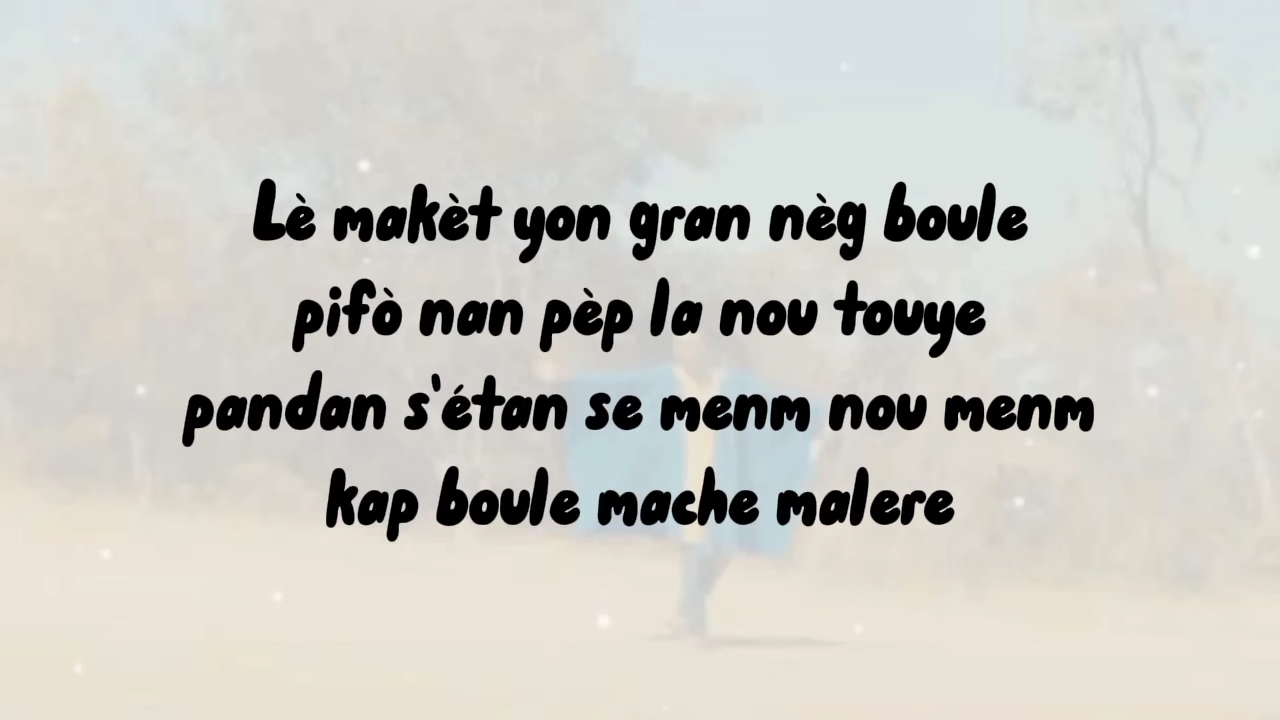 Lè makèt yon gran nèg boule
pifò nan pèp la nou touye
pandan s'étan se menm nou menm
kap boule mache malere